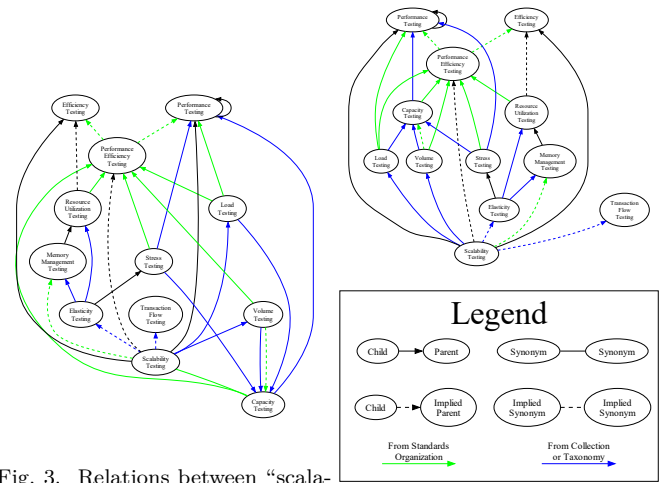 Efficiency
Testing
Performance
Testing
Performance
Efficiency
Testing
Resource
Utilization
Testing
Load
Testing
Memory
Management
Testing
Stress
Testing
Elasticity
Testing
Transaction
Flow
Testing
Volume
Testing
Scalability
Testing
Capacity
Testing
Fig. 3. Relations between “scala-
Performance
Testing
Efficiency
Testing
Performance
Efficiency
Testing
Capacity
Testing
Resource
Utilization
Testing
Load
Testing
Volume
Testing
Stress
Testing
Memory
Management
Testing
Elasticity
Testing
Transaction
Flow
Testing
Scalability
Testing
Legend
Child
Parent
Synonym
Synonym
Child
Implied
Parent
Implied
Synonym
Implied
Synonym
From Standards
Organization
From Collection
or Taxonomy